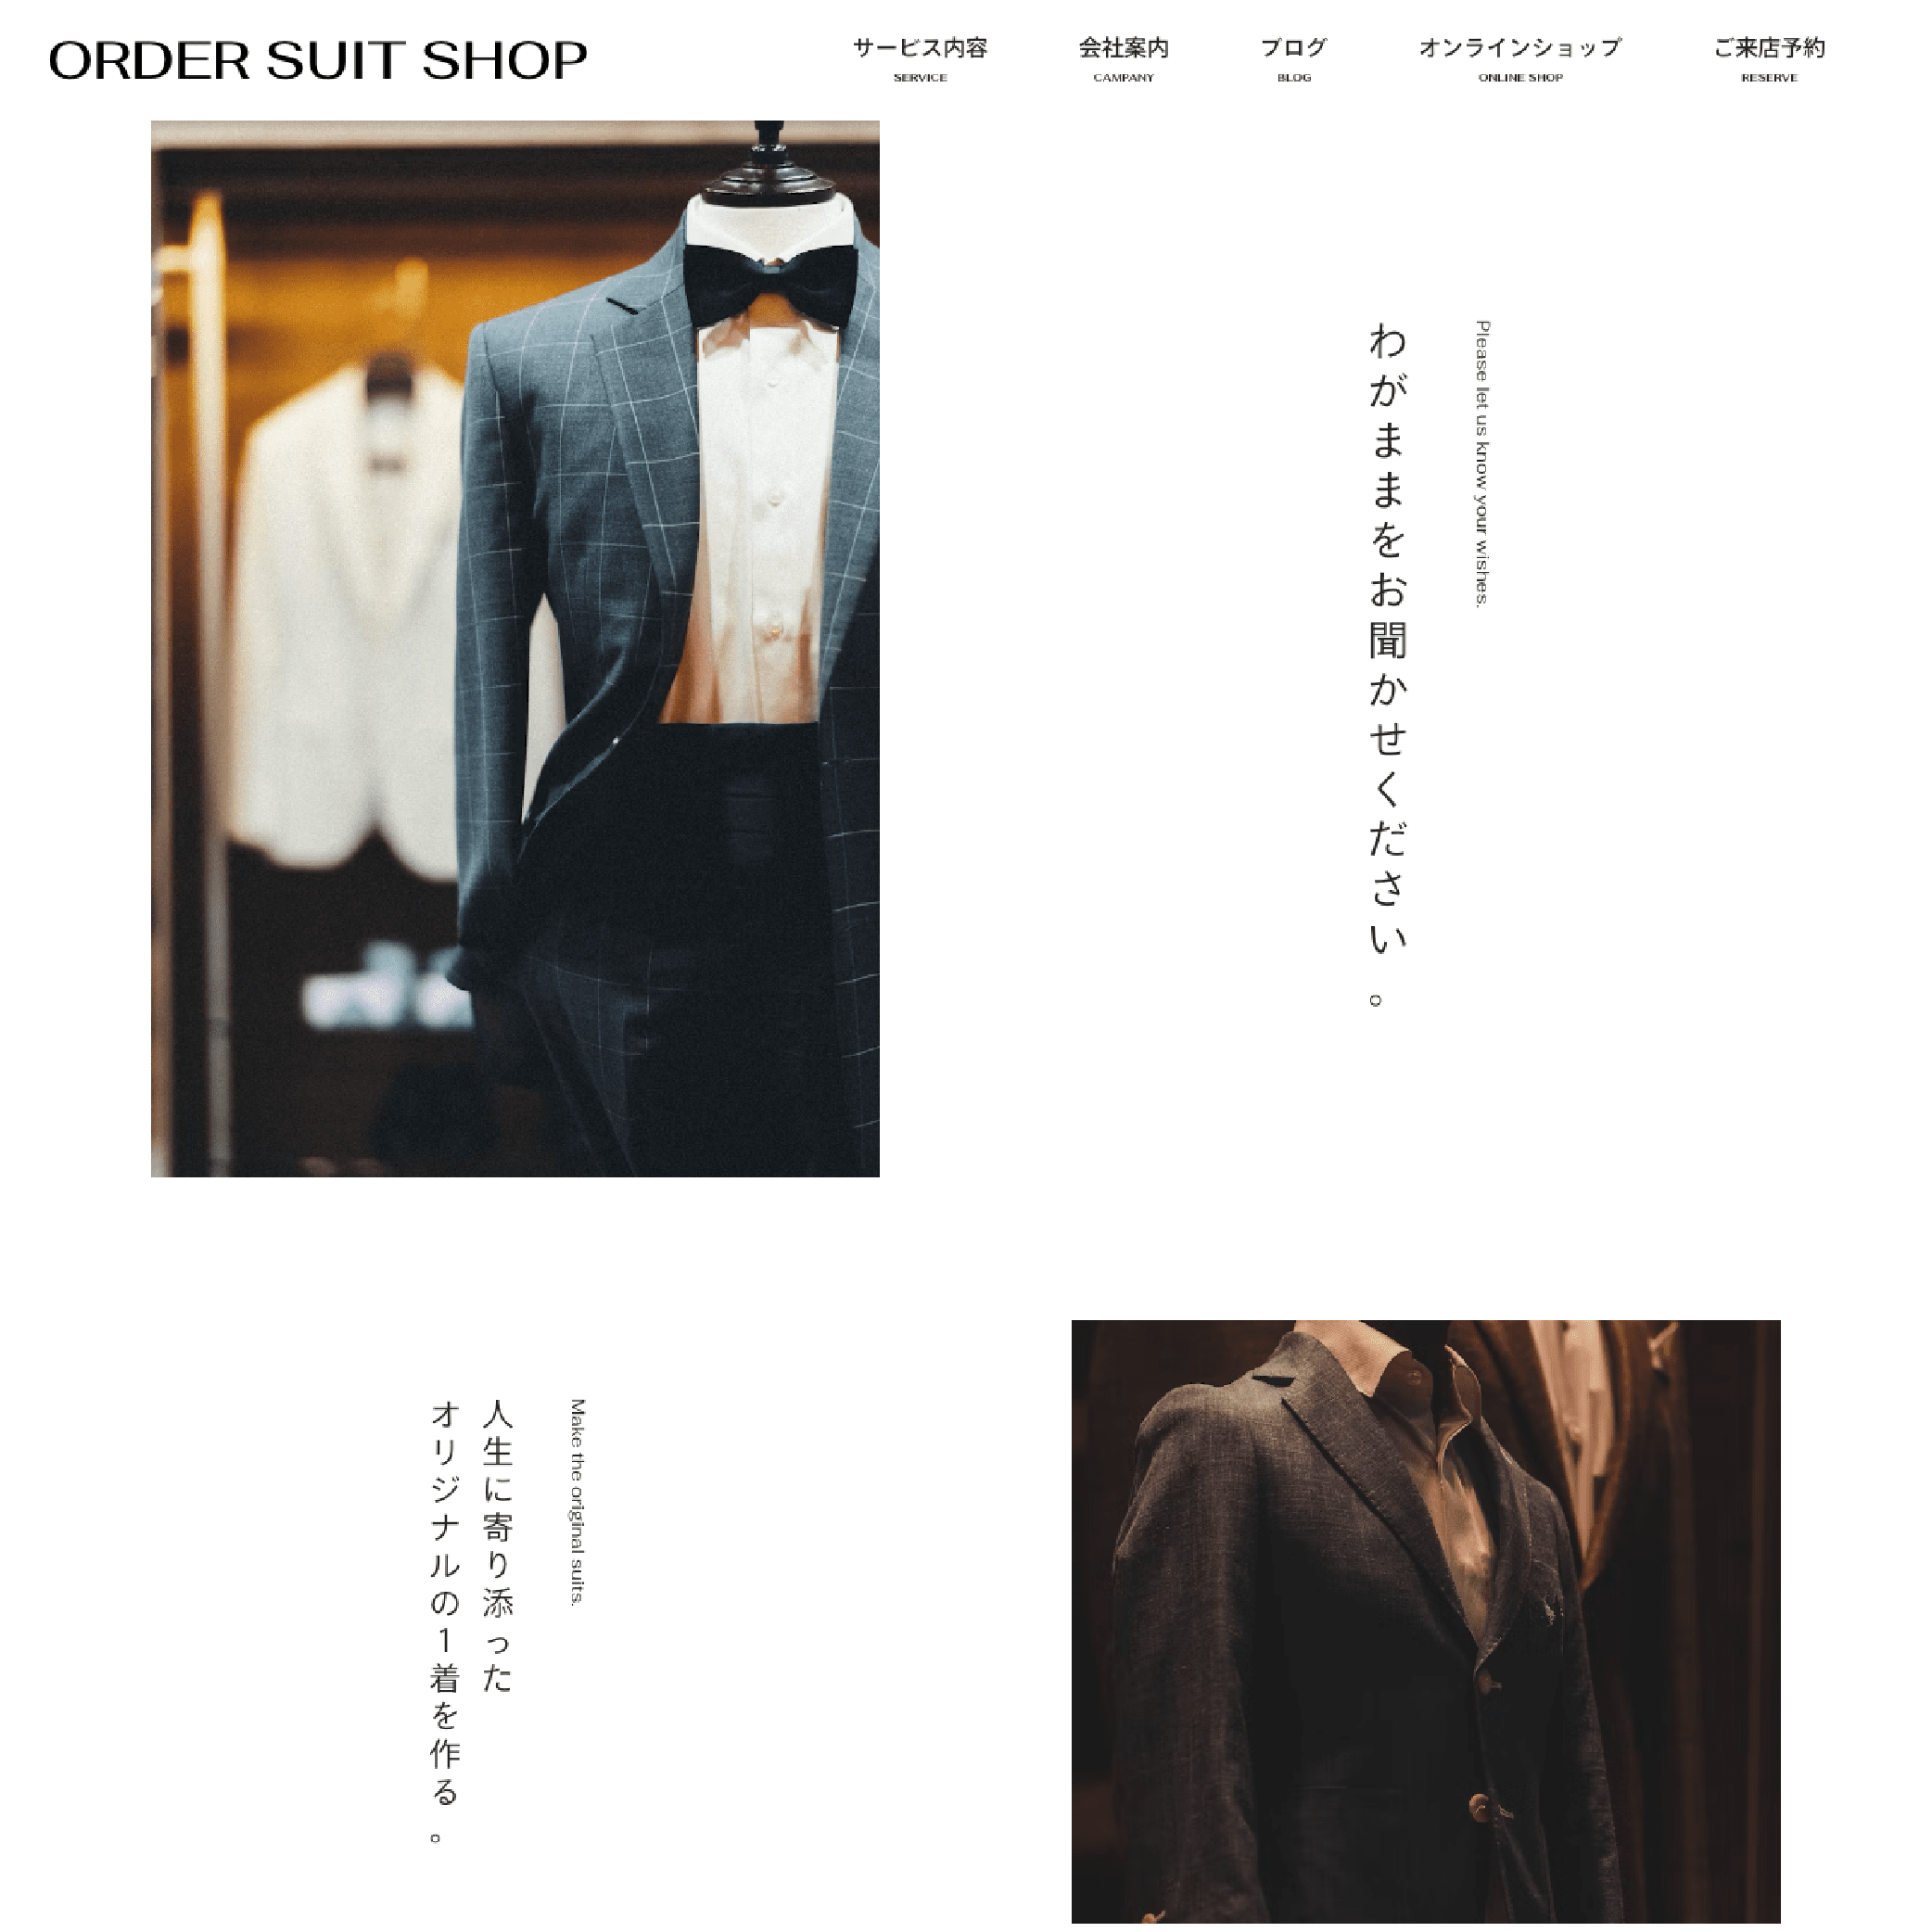 ORDER SUIT SHOP
サービス内容
SERVICE
会社案内
CAMPANY
ブログ
BLOG
オンラインショップ
ONLINE SHOP
ご来店予約
RESERVE
Please let us know your wishes.
わがままをお聞かせください。
Make the original suits.
人生に寄り添った
オリジナルの1着を作る。